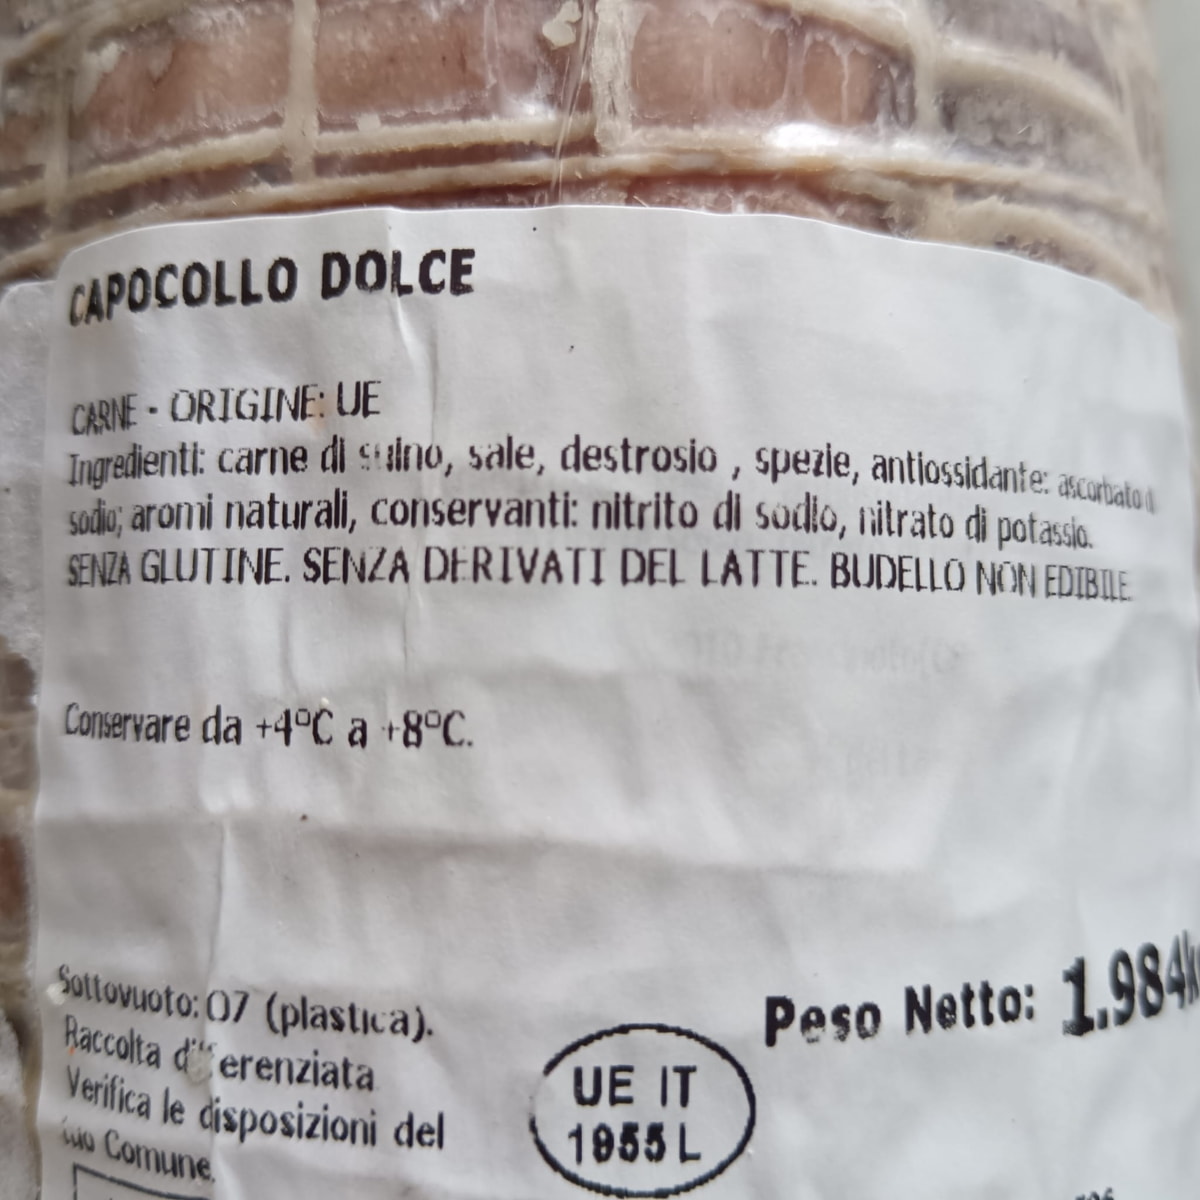 CAPOCOLLO DOLCE
CARNE - ORIGINE: UE
Ingredienti: carne di suino, sale, destrosio , spezie, antiossidante: ascorbato di
sodio; aromi naturali, conservanti: nitrito di sodio, nitrato di potassio.
SENZA GLUTINE. SENZA DERIVATI DEL LATTE. BUDELLO NON EDIBILE
Conservare da +4°C a +8°C.
Sottovuoto: 07 (plastica).
Raccolta differenziata
Verifica le disposizioni del
tuo Comune.
Peso Netto: 1.984k
UE IT
1955 L